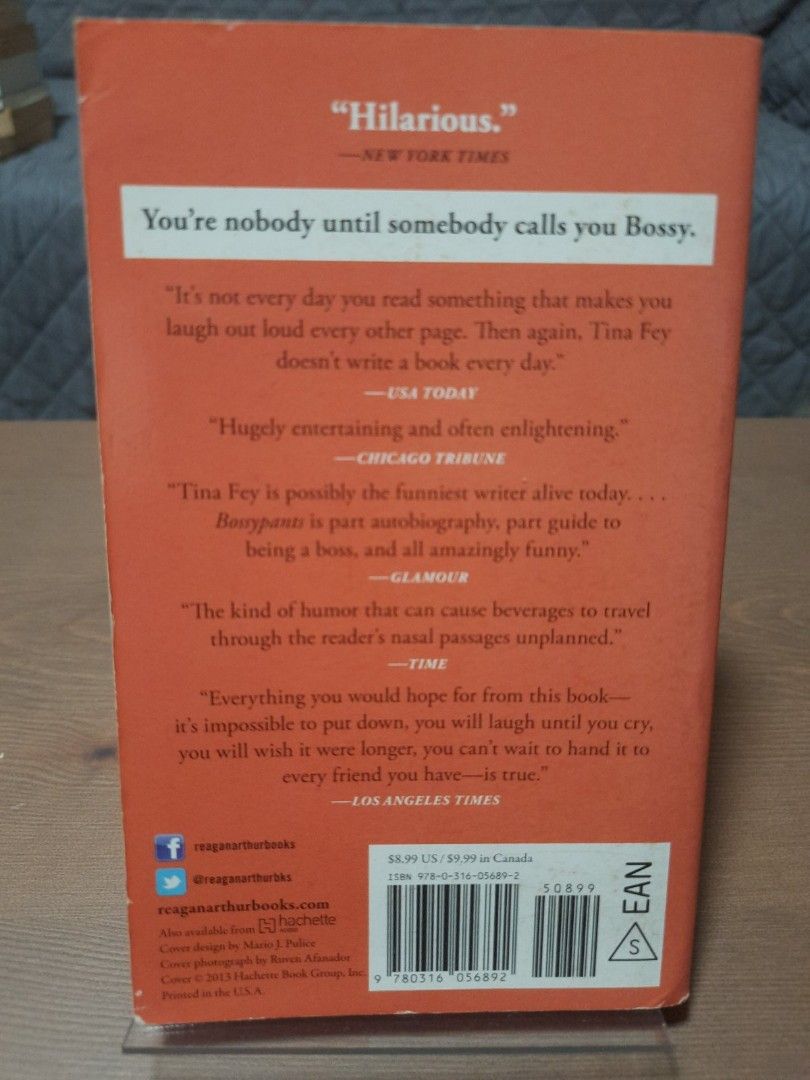 “Hilarious.”
—NEW YORK TIMES
You're nobody until somebody calls you Bossy.
“It's not every day you read something that makes you
laugh out loud every other page. Then again, Tina Fey
doesn't write a book every day.”
—USA TODAY
“Hugely entertaining and often enlightening.”
—CHICAGO TRIBUNE
“Tina Fey is possibly the funniest writer alive today. . . .
Bossypants is part autobiography, part guide to
being a boss, and all amazingly funny.”
—GLAMOUR
“The kind of humor that can cause beverages to travel
through the reader's nasal passages unplanned.”
—TIME
“Everything you would hope for from this book—
it's impossible to put down, you will laugh until you cry,
you will wish it were longer, you can't wait to hand it to
every friend you have—is true.”
—LOS ANGELES TIMES
reaganarthurbooks
@reaganarthurbks
reaganarthurbooks.com
Also available from hachette
AUDIO
Cover design by Mario J. Pulice
Cover photograph by Ruven Afanador
Cover © 2013 Hachette Book Group, Inc.
Printed in the U.S.A.
$8.99 US / $9.99 in Canada
ISBN 978-0-316-05689-2
50899
9 780316 056892
S EAN